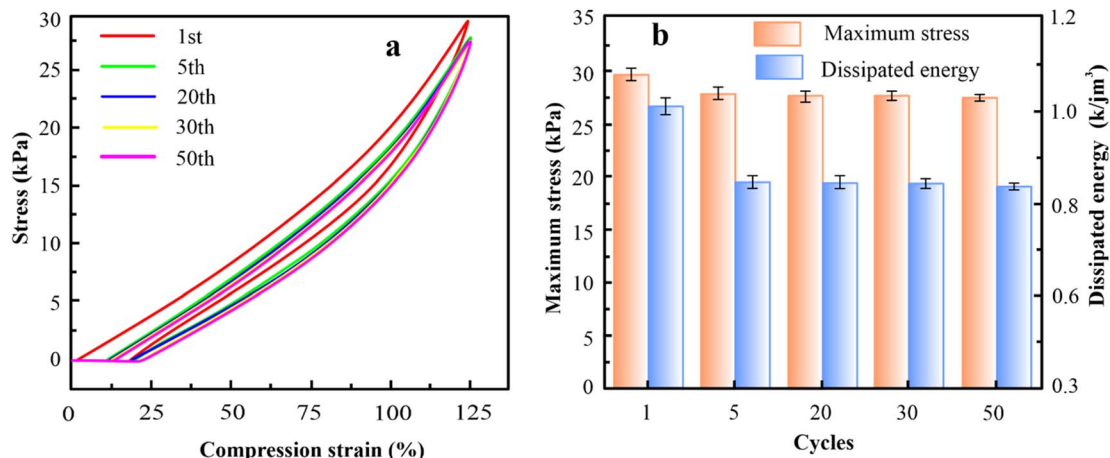 30
25
20
15
10
5
0
Stress (kPa)
1st
5th
20th
30th
50th
a
0
25
50
75
100
125
Compression strain (%)
35
30
25
20
15
10
5
0
Maximum stress (kPa)
b
Maximum stress
Dissipated energy
1
5
20
30
50
Cycles
1.2
1.0
0.8
0.6
0.3
Dissipated energy (k/jm³)